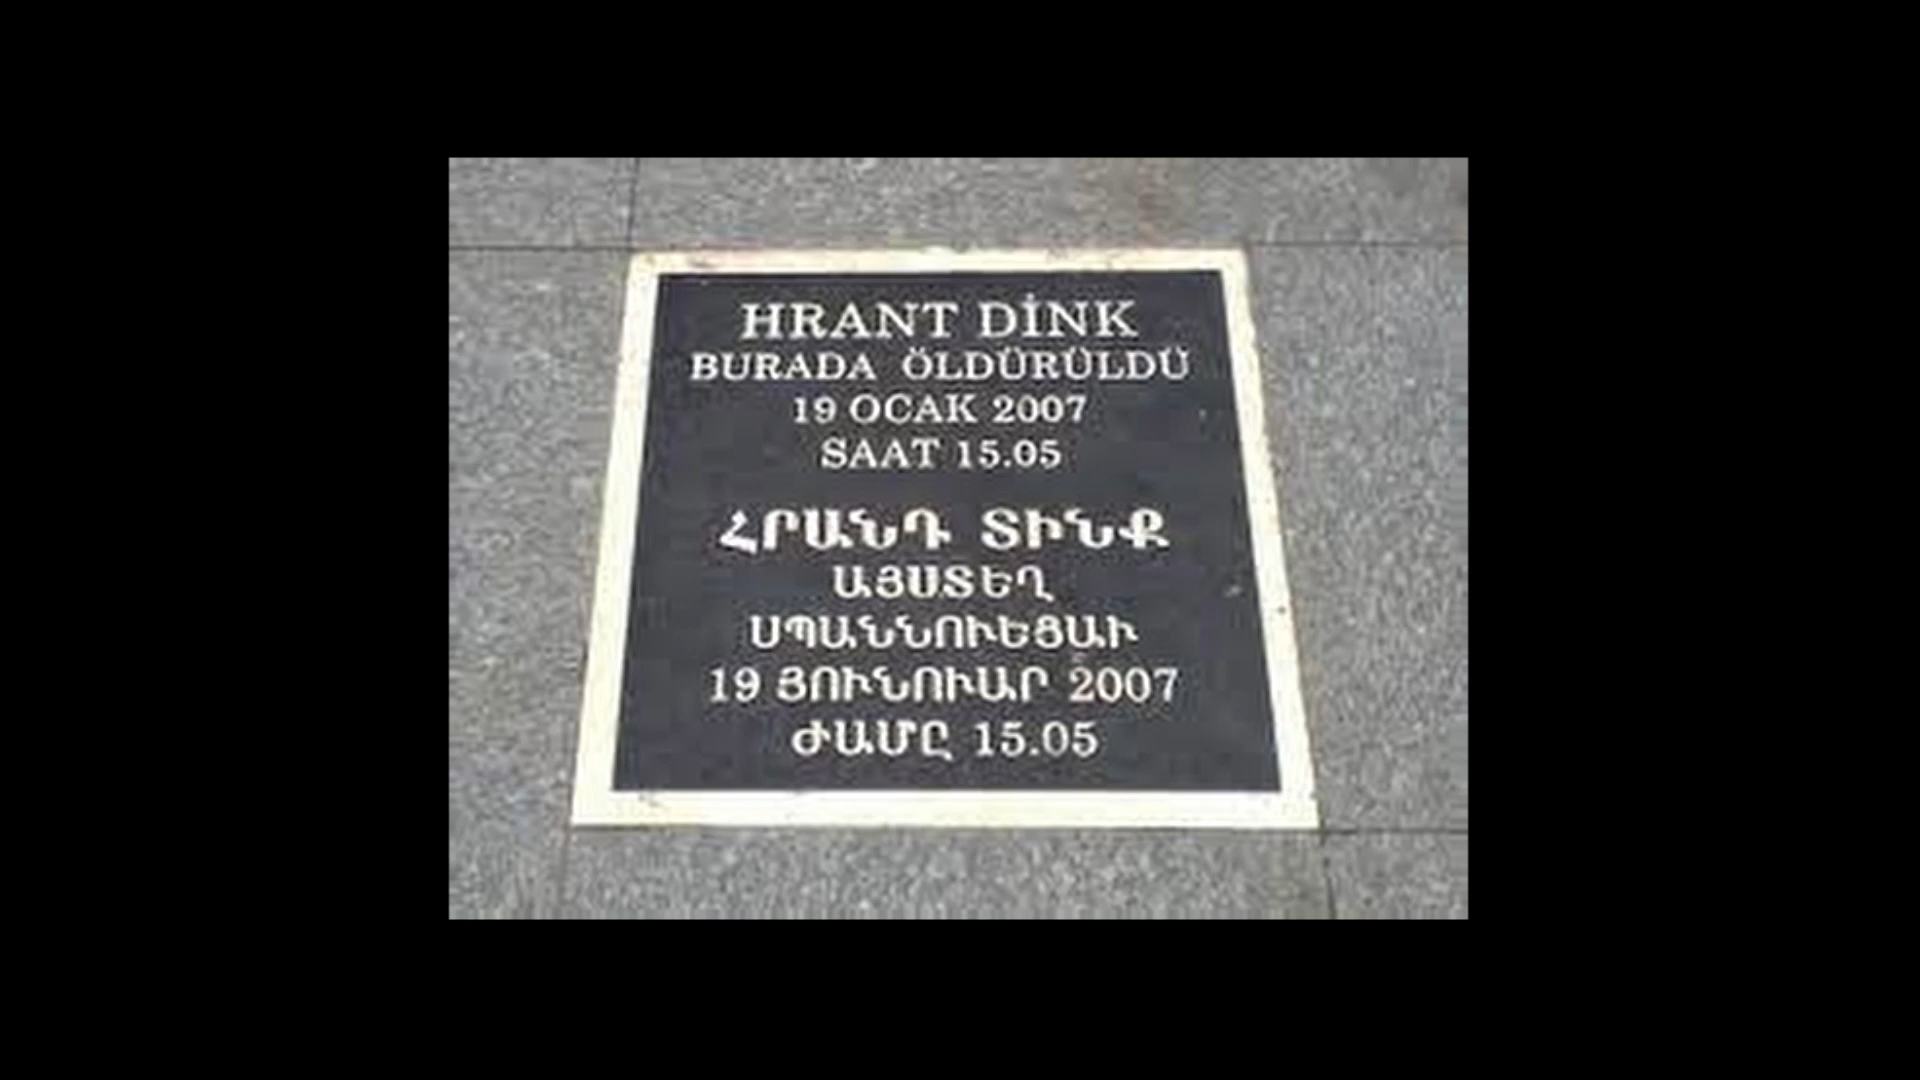 HRANT DİNK
BURADA ÖLDÜRÜLDÜ
19 OCAK 2007
SAAT 15.05
ՀՐԱՆԴ ՏԻՆՔ
ԱՅՍՏԵՂ
ՍՊԱՆՆՈՒԵՑԱՒ
19 ՅՈՒՆՈՒԱՐ 2007
ԺԱՄԸ 15.05